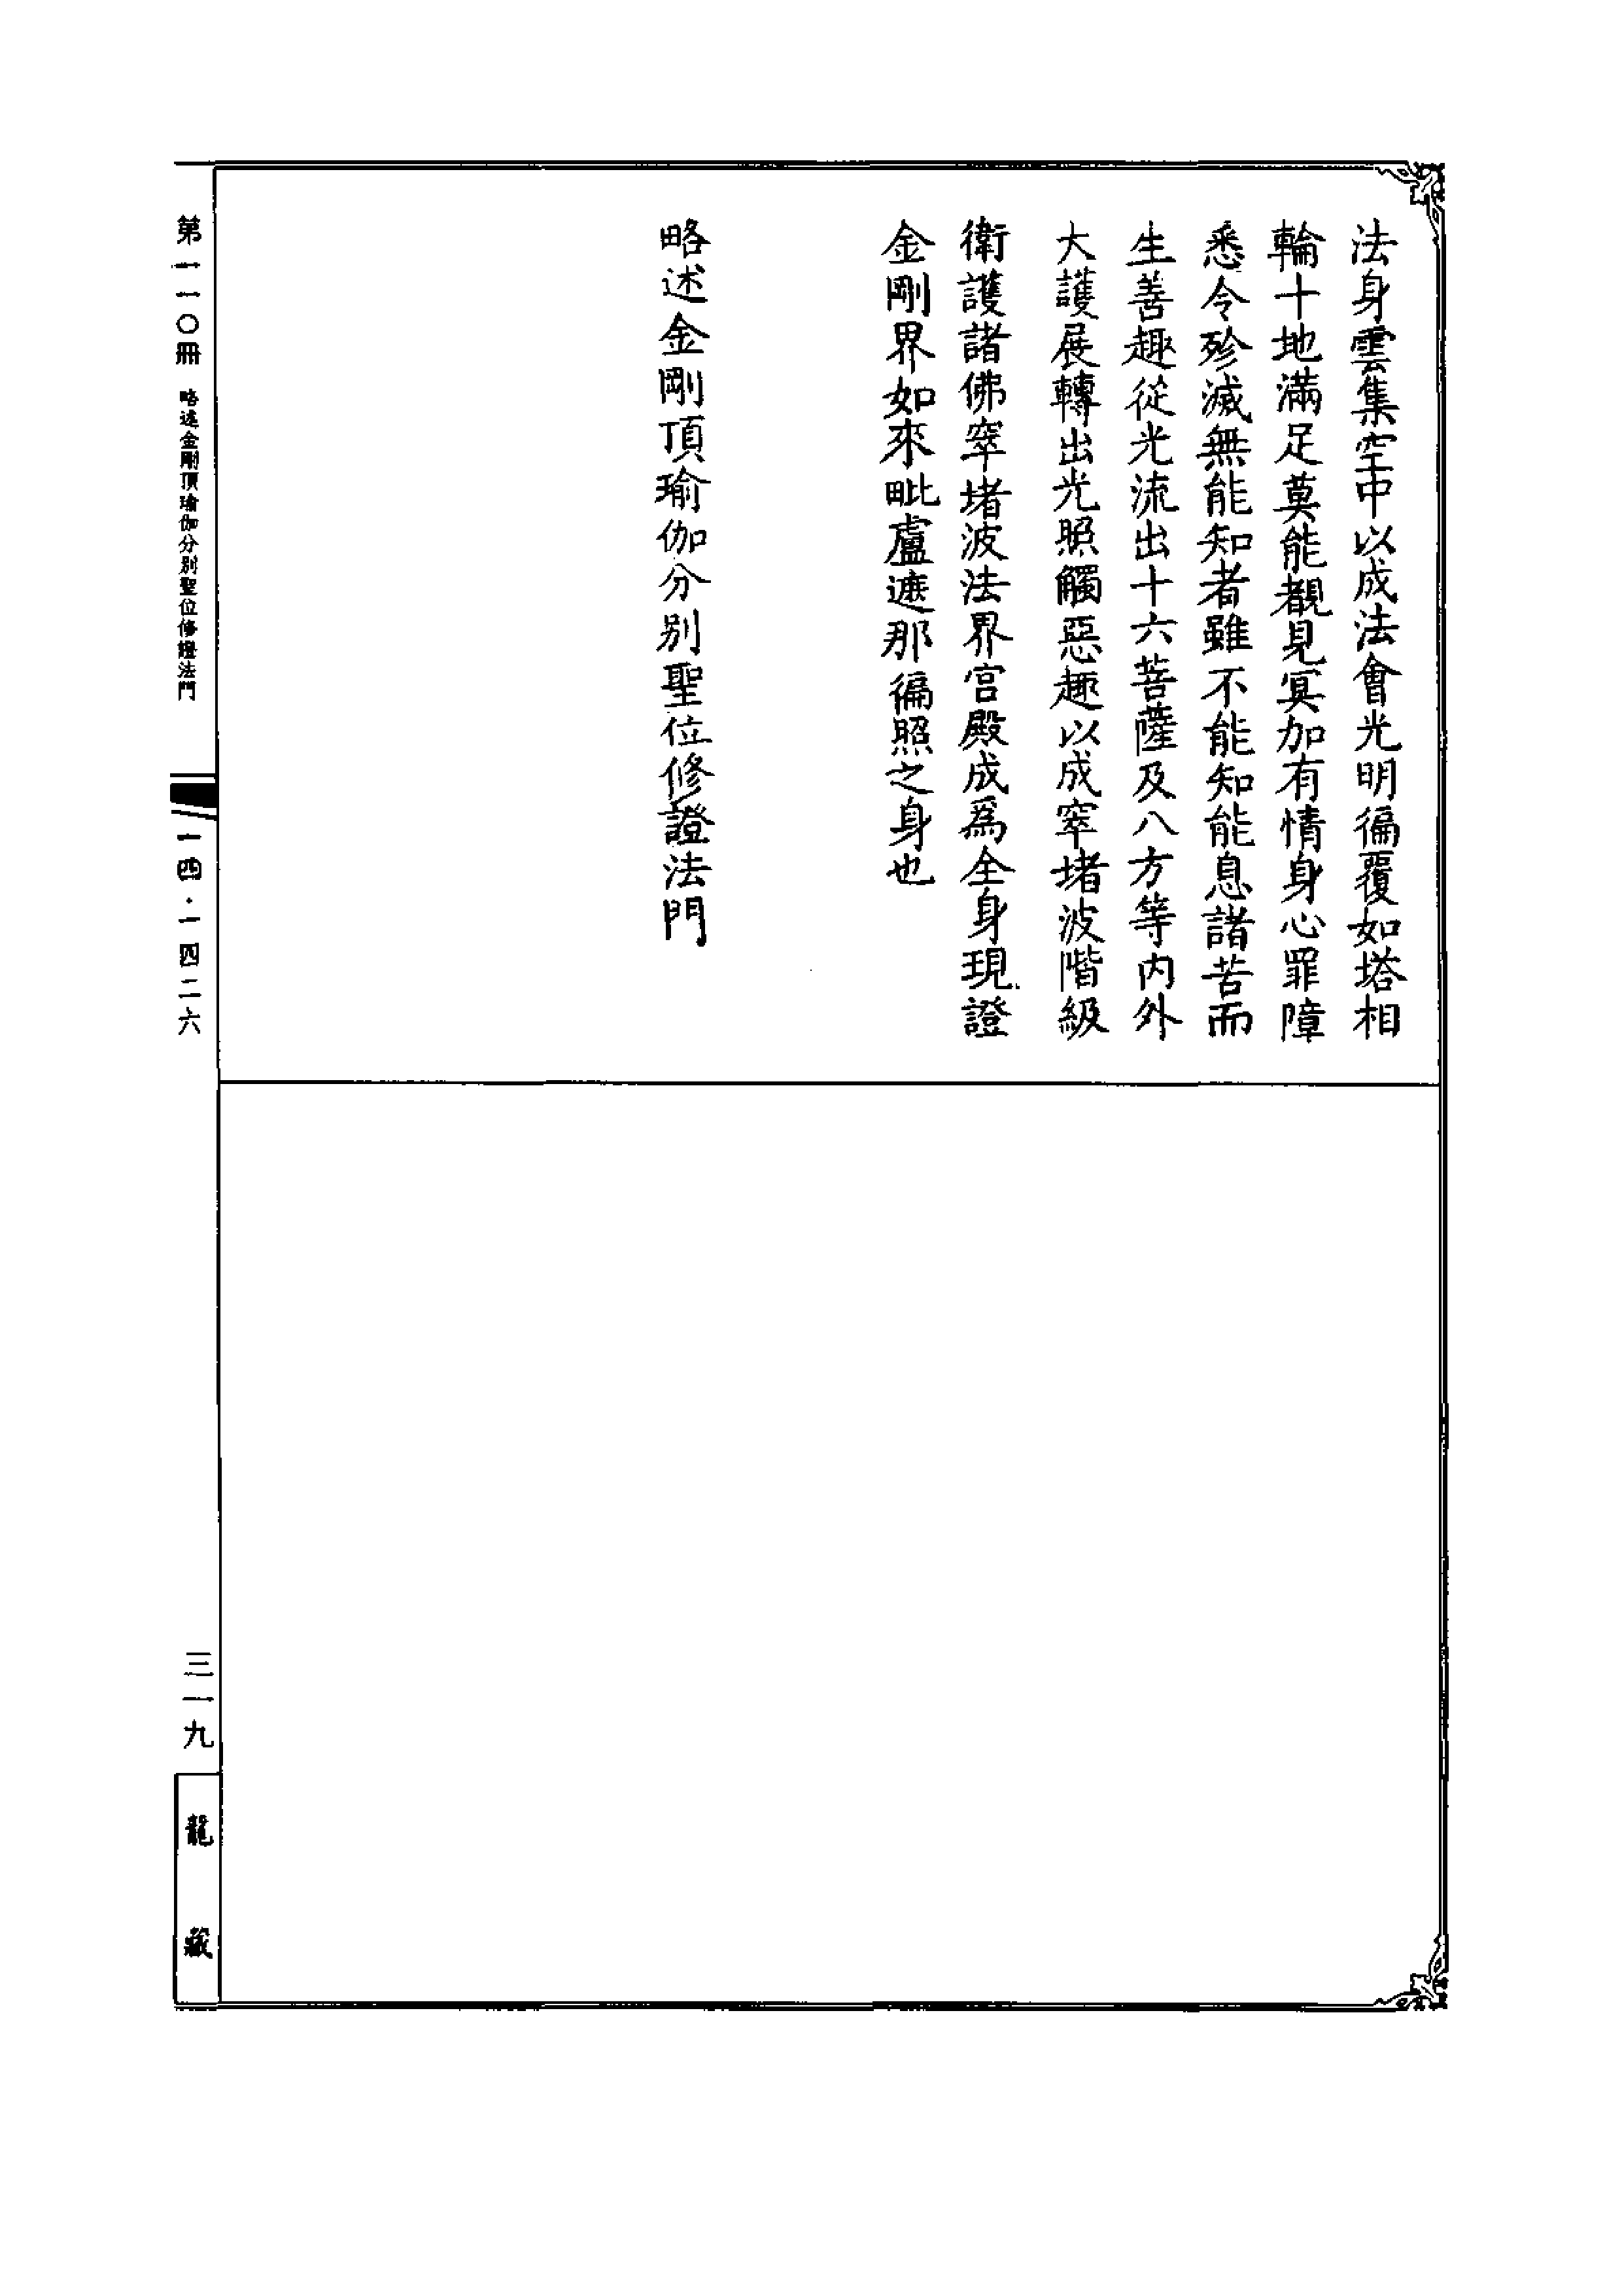 法身雲集空中以成法會光明徧覆如塔相
輪十地滿足莫能覩見冥加有情身心罪障
悉令殄滅無能知者雖不能知能息諸苦而
生善趣從光流出十六菩薩及八方等內外
大護展轉出光照觸惡趣以成窣堵波階級
衛護諸佛窣堵波法界宮殿成爲全身現證
金剛界如來毗盧遮那徧照之身也
略述金剛頂瑜伽分別聖位修證法門
第一一〇冊
略述金剛頂瑜伽分別聖位修證法門
一四·一四二六
三一九
龍藏